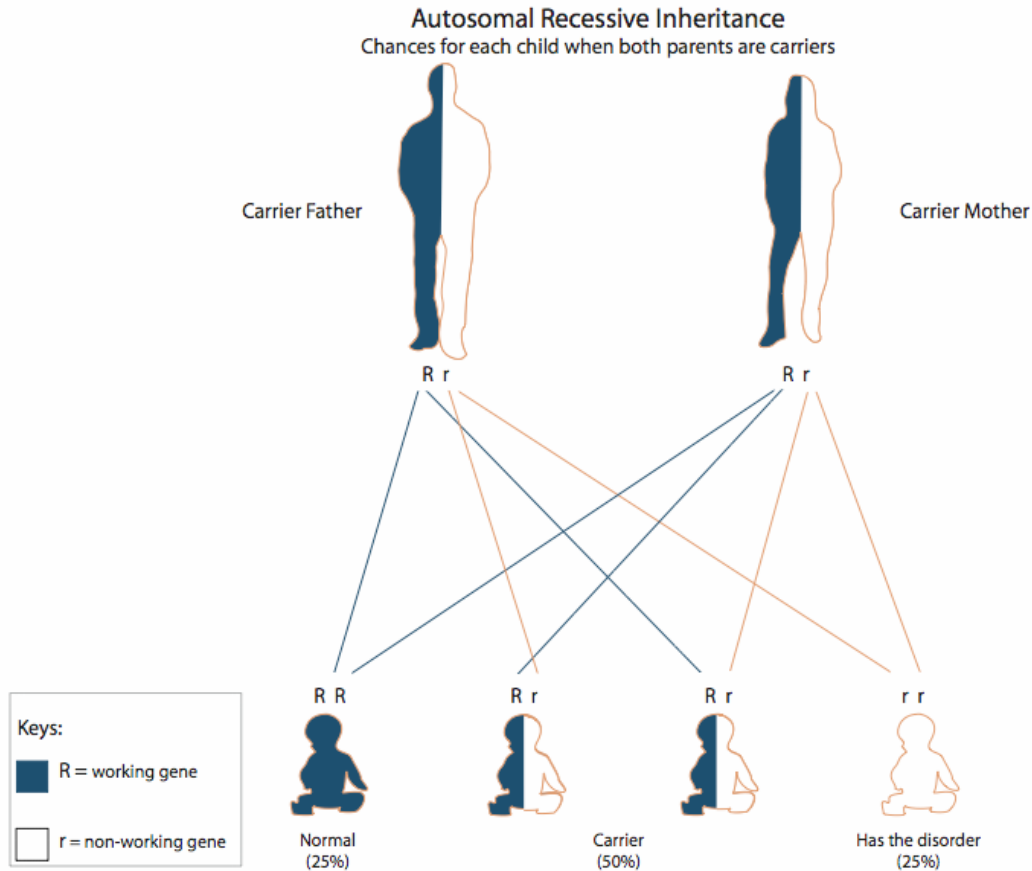 Autosomal Recessive Inheritance
Chances for each child when both parents are carriers
Carrier Father
Carrier Mother
R r
R r
R R
R r
R r
r r
Keys:
R = working gene
r = non-working gene
Normal
(25%)
Carrier
(50%)
Has the disorder
(25%)